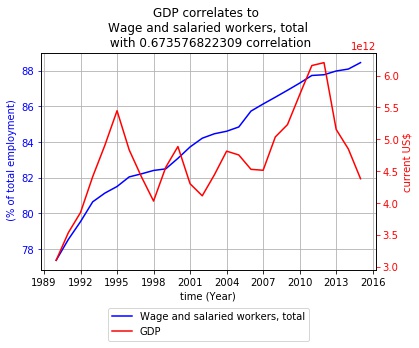 GDP correlates to
Wage and salaried workers, total
with 0.673576822309 correlation
1e12
88
86
84
82
80
78
(% of total employment)
6.0
5.5
5.0
4.5
4.0
3.5
3.0
current US$
1989 1992 1995 1998 2001 2004 2007 2010 2013 2016
time (Year)
Wage and salaried workers, total
GDP